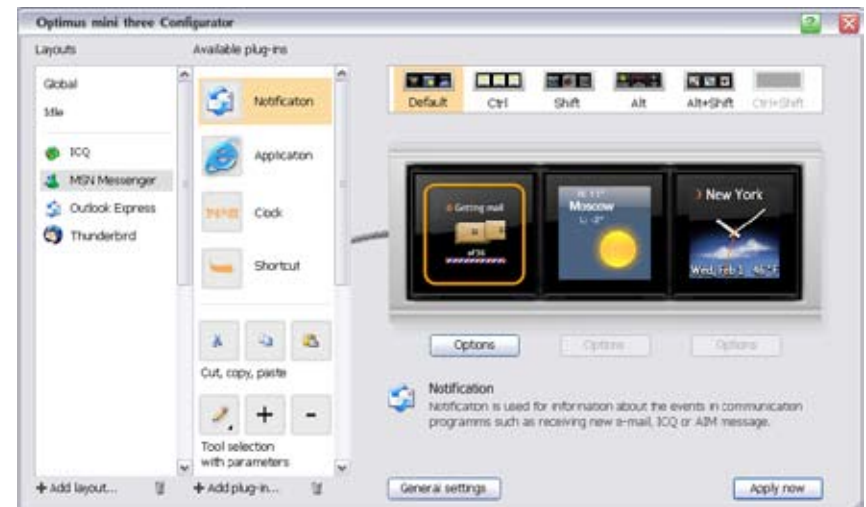 Optimus mini three Configurator
Layouts
Global
Idle
ICQ
MSN Messenger
Outlook Express
Thunderbird
+ Add layout...
Available plug-ins
Notification
Application
Clock
Shortcut
Cut, copy, paste
Tool selection
with parameters
+ Add plug-in...
Default
Ctrl
Shift
Alt
Alt+Shift
Ctrl+Shift
Getting mail
of 36
Moscow
New York
Wed, Feb 1 46°F
Options
Options
Options
Notification
Notification is used for information about the events in communication
programms such as receiving new e-mail, ICQ or AIM message.
General settings
Apply now